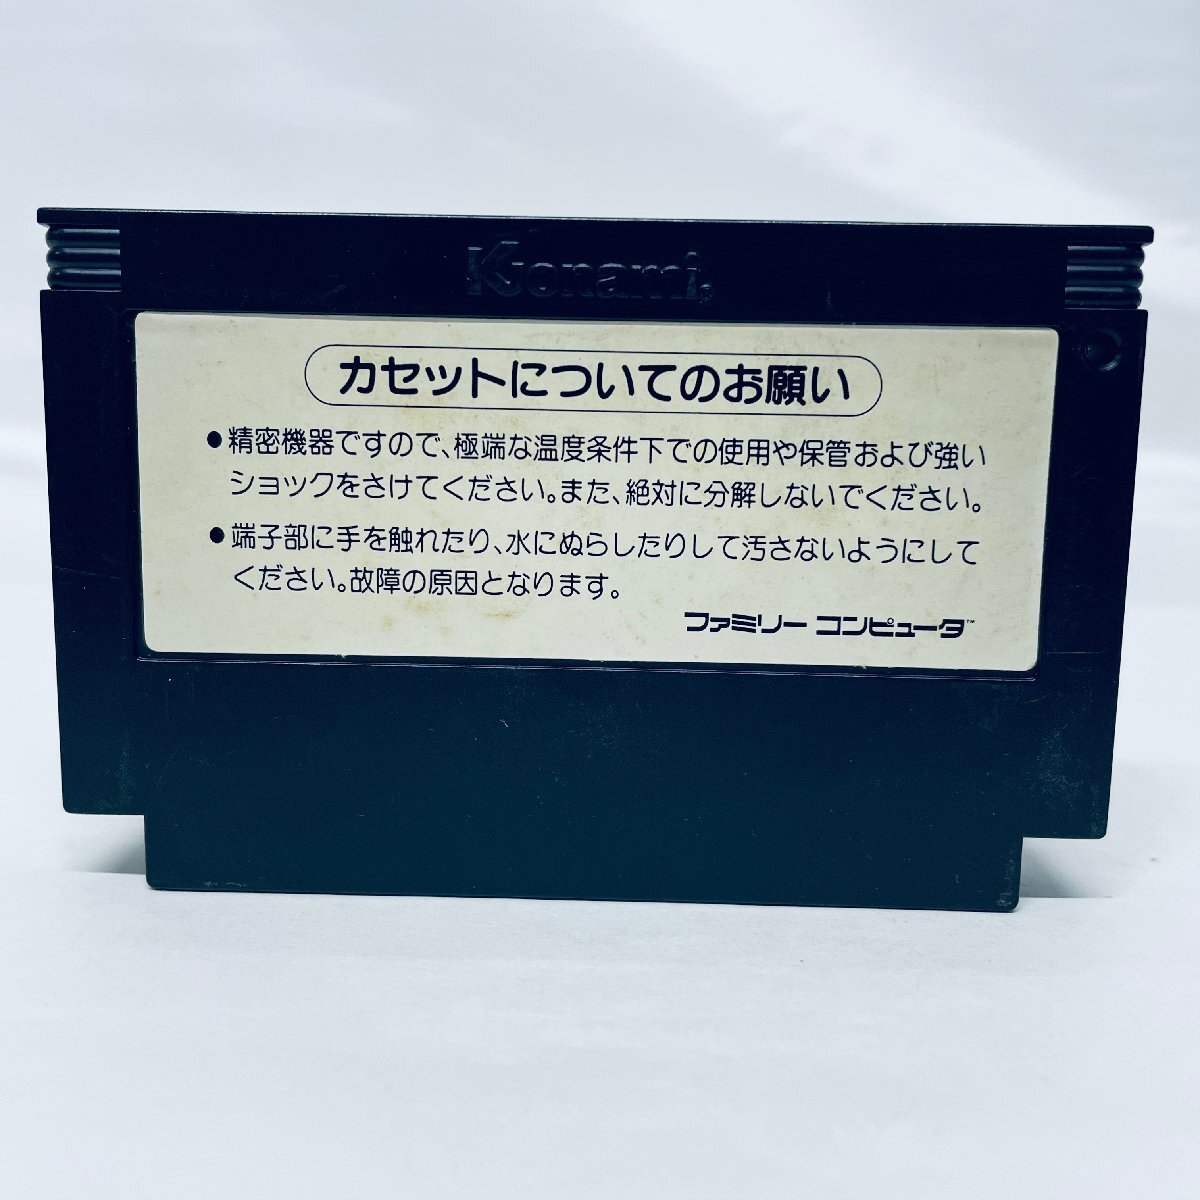 Konami
カセットについてのお願い
●精密機器ですので、極端な温度条件下での使用や保管および強い
ショックをさけてください。また、絶対に分解しないでください。
●端子部に手を触れたり、水にぬらしたりして汚さないようにして
ください。故障の原因となります。
ファミリーコンピュータ™